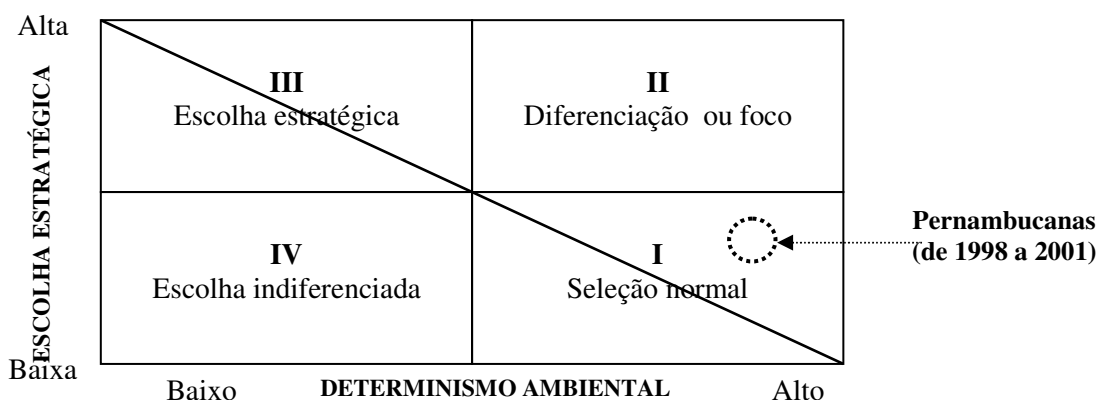 Alta
ESCOLHA ESTRATÉGICA
Baixa
III
Escolha estratégica
II
Diferenciação ou foco
IV
Escolha indiferenciada
I
Seleção normal
Pernambucanas
(de 1998 a 2001)
Baixo
DETERMINISMO AMBIENTAL
Alto